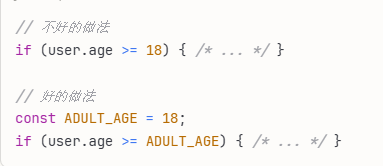 // 不好的做法
if (user.age >= 18) { /* ... */ }
// 好的做法
const ADULT_AGE = 18;
if (user.age >= ADULT_AGE) { /* ... */ }